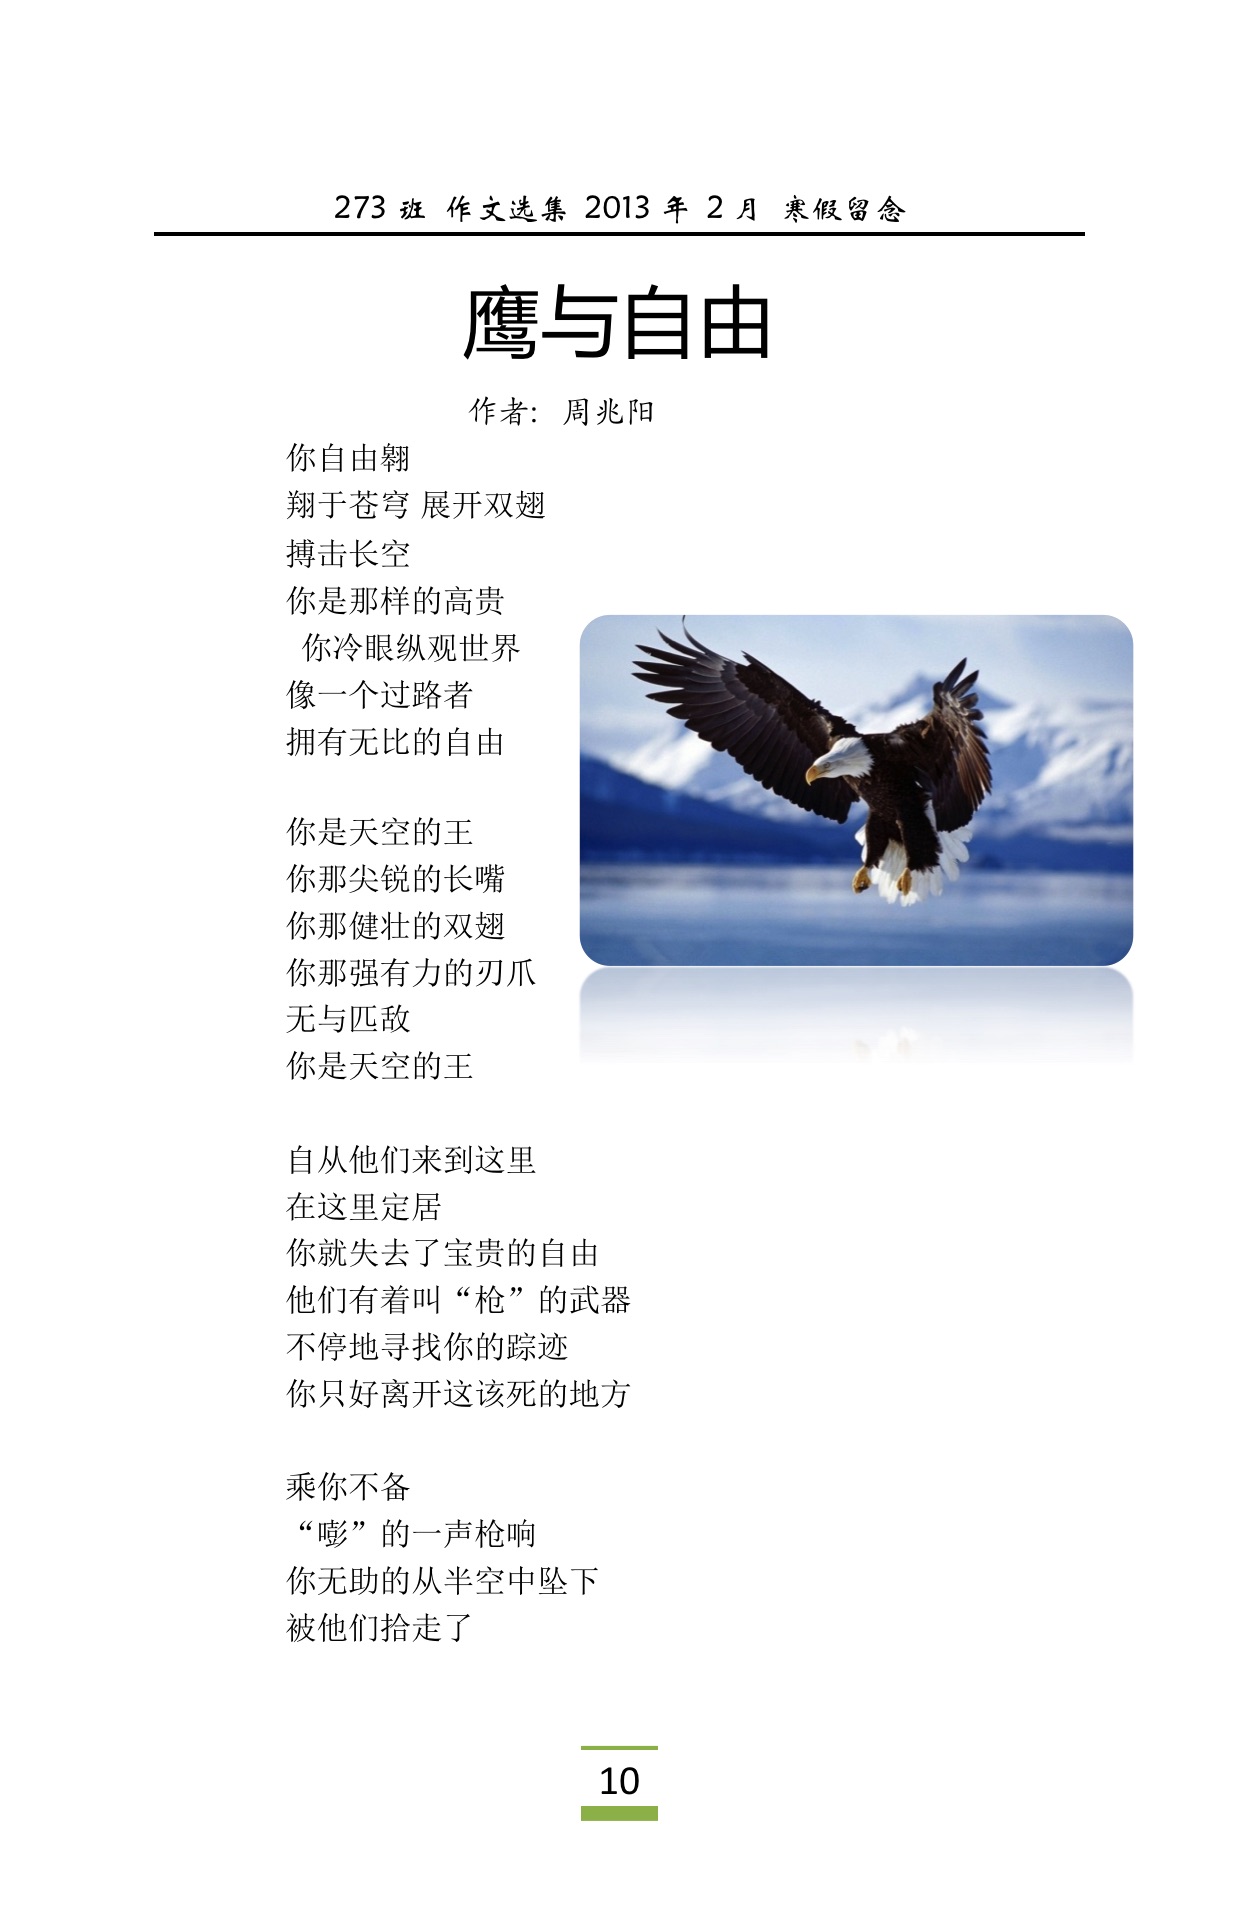 273 班 作文选集 2013 年 2 月 寒假留念
鹰与自由
作者: 周兆阳
你自由翱
翔于苍穹 展开双翅
搏击长空
你是那样的高贵
你冷眼纵观世界
像一个过路者
拥有无比的自由
你是天空的王
你那尖锐的长嘴
你那健壮的双翅
你那强有力的刃爪
无与匹敌
你是天空的王
自从他们来到这里
在这里定居
你就失去了宝贵的自由
他们有着叫“枪”的武器
不停地寻找你的踪迹
你只好离开这该死的地方
乘你不备
“嘭”的一声枪响
你无助的从半空中坠下
被他们拾走了
10